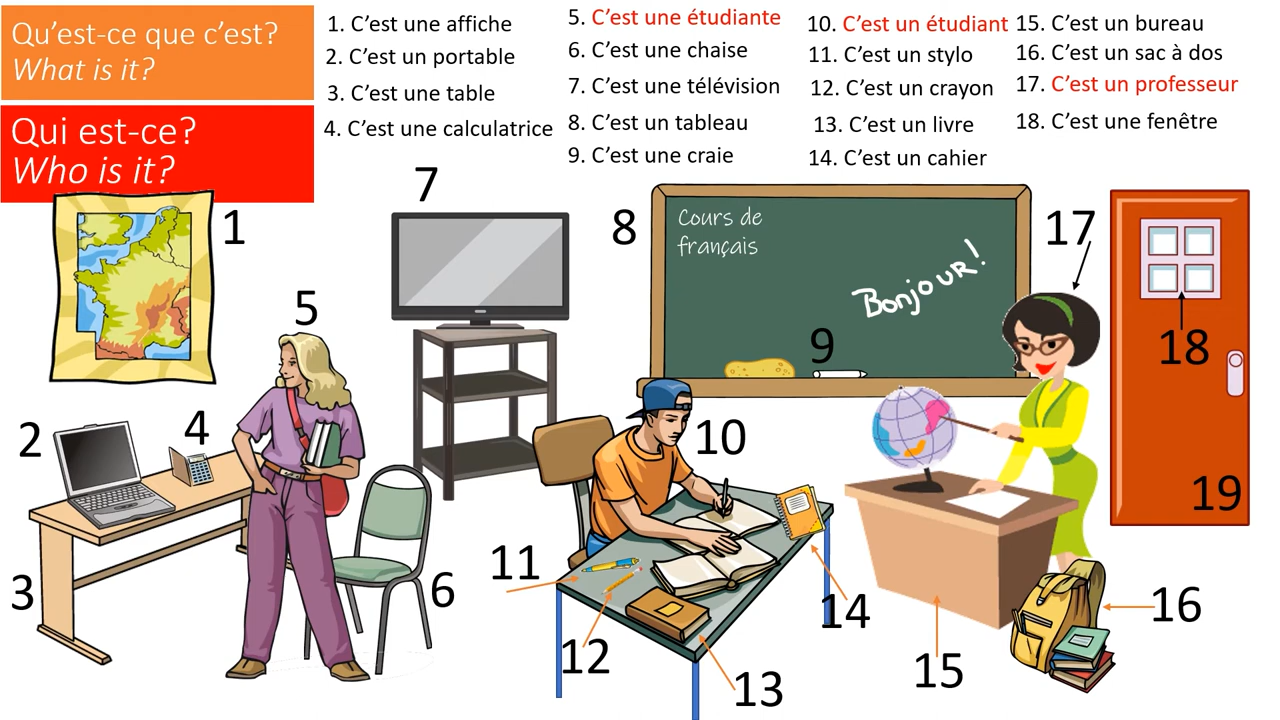 Qu'est-ce que c'est?
What is it?
Qui est-ce?
Who is it?
1. C'est une affiche
2. C'est un portable
3. C'est une table
4. C'est une calculatrice
5. C'est une étudiante
6. C'est une chaise
7. C'est une télévision
8. C'est un tableau
9. C'est une craie
10. C'est un étudiant
11. C'est un stylo
12. C'est un crayon
13. C'est un livre
14. C'est un cahier
15. C'est un bureau
16. C'est un sac à dos
17. C'est un professeur
18. C'est une fenêtre
1
7
8
Cours de
français
Bonjour!
17
5
9
18
2
4
10
19
3
6
11
14
16
12
13
15